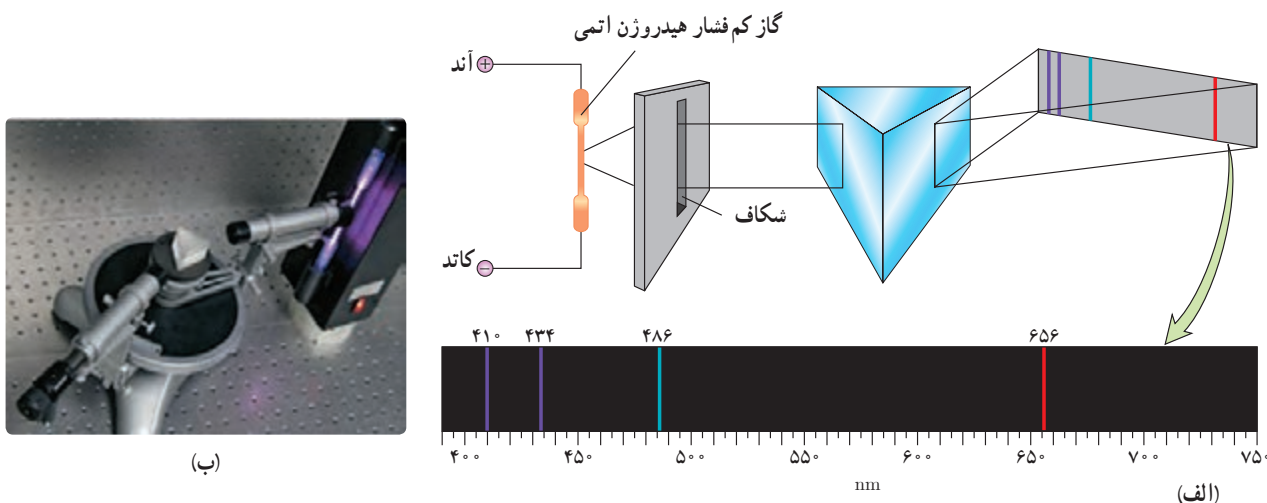 گاز کم فشار هیدروژن اتمی
آند
+
شکاف
کاتد
−
۴۱۰ ۴۳۴ ۴۸۶ ۶۵۶
۴۰۰ ۴۵۰ ۵۰۰ ۵۵۰ ۶۰۰ ۶۵۰ ۷۰۰ ۷۵۰
nm
(الف)
(ب)